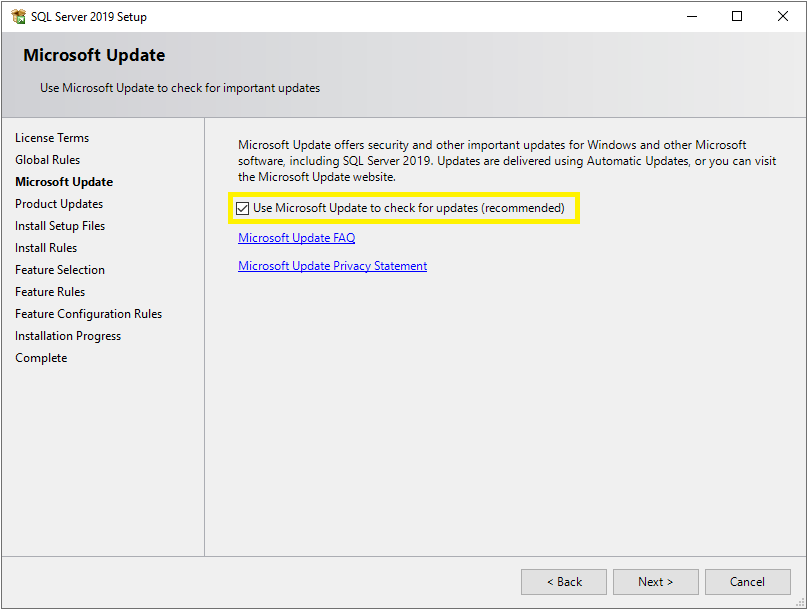 SQL Server 2019 Setup
Microsoft Update
Use Microsoft Update to check for important updates
License Terms
Global Rules
Microsoft Update
Product Updates
Install Setup Files
Install Rules
Feature Selection
Feature Rules
Feature Configuration Rules
Installation Progress
Complete
Microsoft Update offers security and other important updates for Windows and other Microsoft
software, including SQL Server 2019. Updates are delivered using Automatic Updates, or you can visit
the Microsoft Update website.
Use Microsoft Update to check for updates (recommended)
Microsoft Update FAQ
Microsoft Update Privacy Statement
< Back
Next >
Cancel